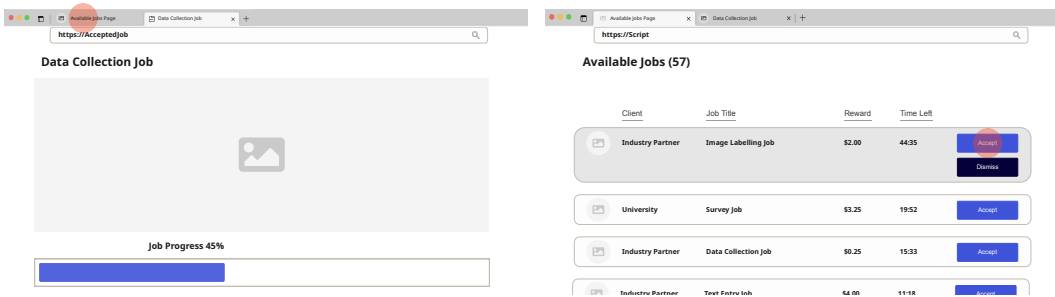 Available Jobs Page
Data Collection Job x +
https://AcceptedJob
Data Collection Job
Job Progress 45%
Available Jobs Page x
Data Collection Job x +
https://Script
Available Jobs (57)
Client Job Title Reward Time Left
Industry Partner Image Labelling Job $2.00 44:35 Accept
Dismiss
University Survey Job $3.25 19:52 Accept
Industry Partner Data Collection Job $0.25 15:33 Accept
Industry Partner Text Entry Job $4.00 11:18 Accept